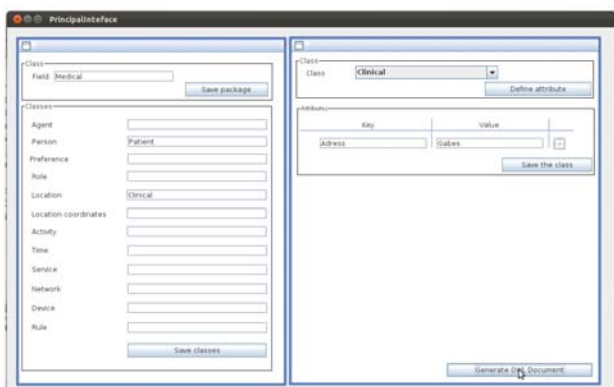 PrincipalInteface
Class
Field Medical
Save package
Classes
Agent
Person Patient
Preference
Role
Location Clinical
Location coordinates
Activity
Time
Service
Network
Device
Rule
Save classes
Class
Class Clinical
Define attribute
Attributs
Key Value
Adress Gabes
Save the class
Generate Document